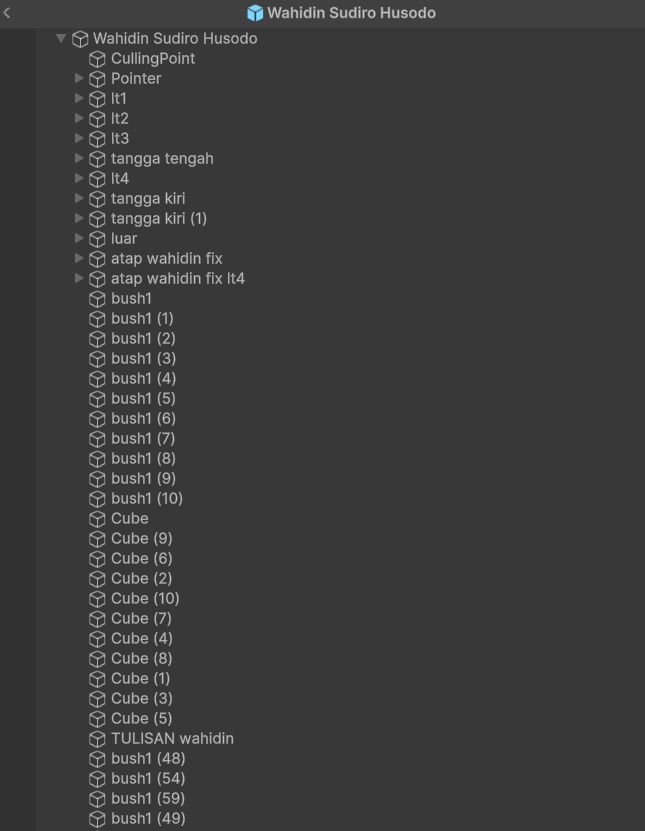 Wahidin Sudiro Husodo
Wahidin Sudiro Husodo
CullingPoint
Pointer
lt1
lt2
lt3
tangga tengah
lt4
tangga kiri
tangga kiri (1)
luar
atap wahidin fix
atap wahidin fix lt4
bush1
bush1 (1)
bush1 (2)
bush1 (3)
bush1 (4)
bush1 (5)
bush1 (6)
bush1 (7)
bush1 (8)
bush1 (9)
bush1 (10)
Cube
Cube (9)
Cube (6)
Cube (2)
Cube (10)
Cube (7)
Cube (4)
Cube (8)
Cube (1)
Cube (3)
Cube (5)
TULISAN wahidin
bush1 (48)
bush1 (54)
bush1 (59)
bush1 (49)